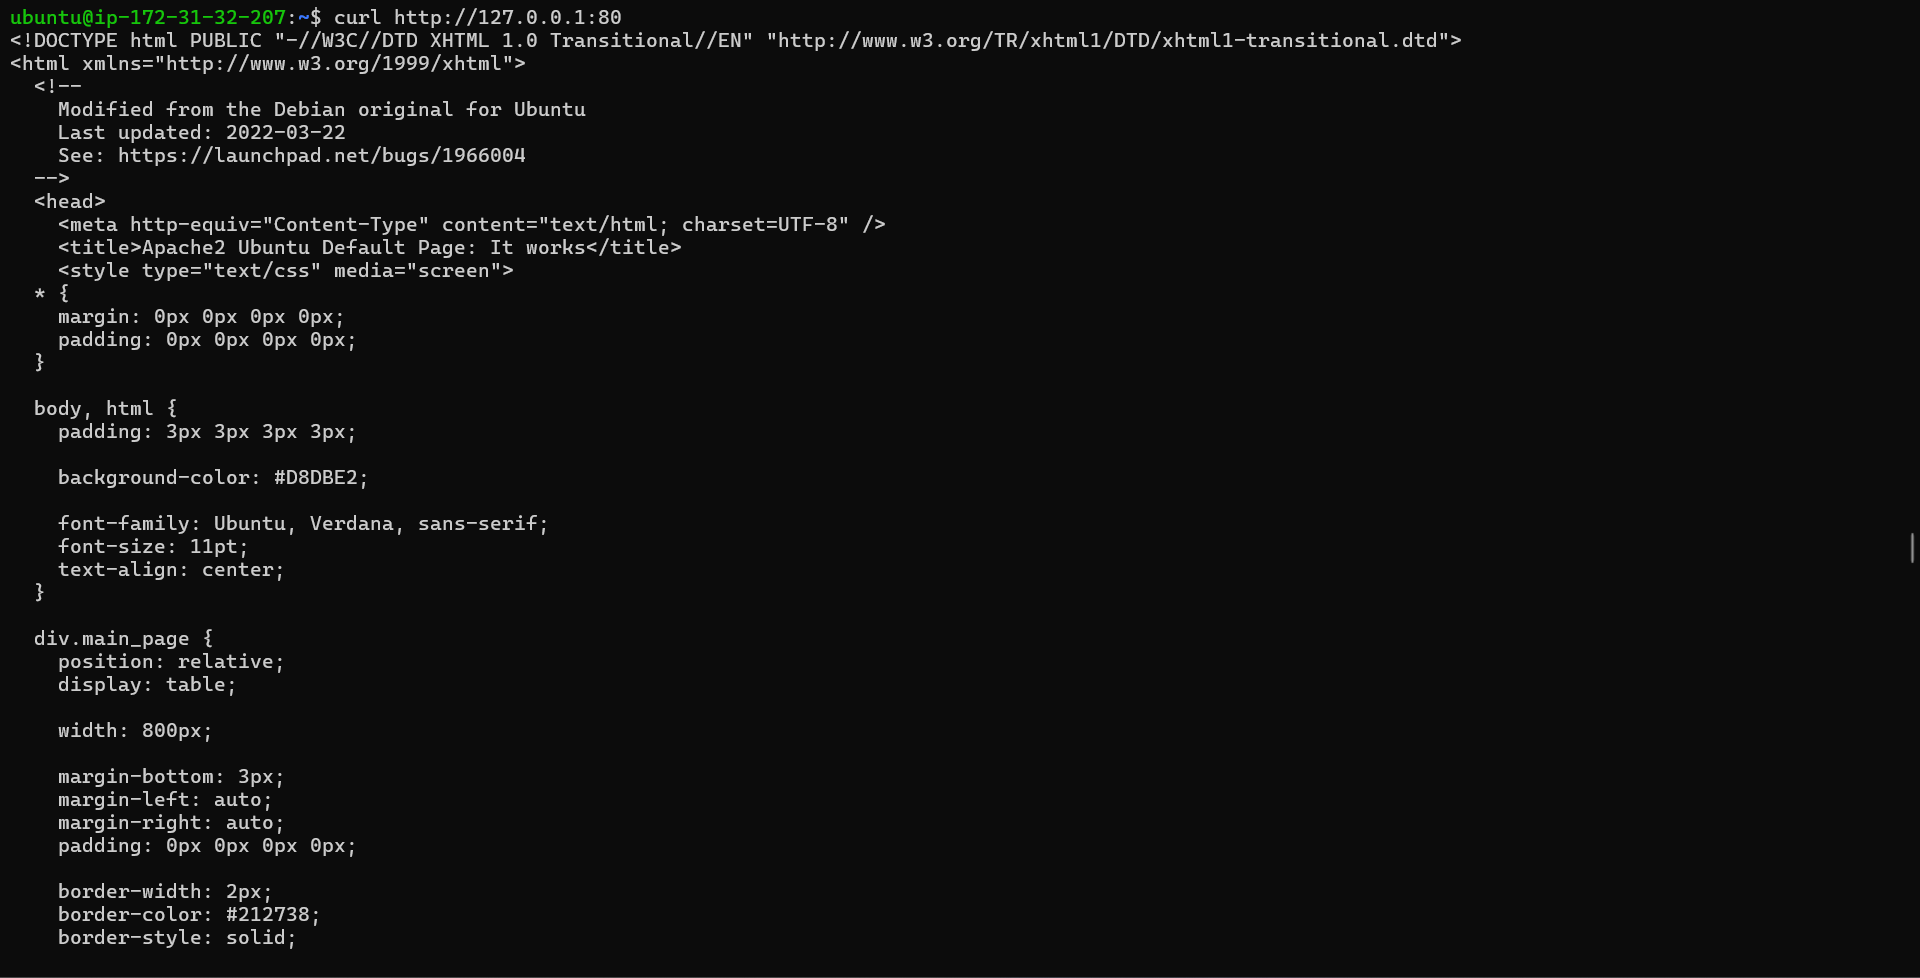 ubuntu@ip-172-31-32-207:~$ curl http://127.0.0.1:80
<!DOCTYPE html PUBLIC "-//W3C//DTD XHTML 1.0 Transitional//EN" "http://www.w3.org/TR/xhtml1/DTD/xhtml1-transitional.dtd">
<html xmlns="http://www.w3.org/1999/xhtml">
  <!--
    Modified from the Debian original for Ubuntu
    Last updated: 2022-03-22
    See: https://launchpad.net/bugs/1966004
  -->
  <head>
    <meta http-equiv="Content-Type" content="text/html; charset=UTF-8" />
    <title>Apache2 Ubuntu Default Page: It works</title>
    <style type="text/css" media="screen">
  * {
    margin: 0px 0px 0px 0px;
    padding: 0px 0px 0px 0px;
  }

  body, html {
    padding: 3px 3px 3px 3px;

    background-color: #D8DBE2;

    font-family: Ubuntu, Verdana, sans-serif;
    font-size: 11pt;
    text-align: center;
  }

  div.main_page {
    position: relative;
    display: table;

    width: 800px;

    margin-bottom: 3px;
    margin-left: auto;
    margin-right: auto;
    padding: 0px 0px 0px 0px;

    border-width: 2px;
    border-color: #212738;
    border-style: solid;